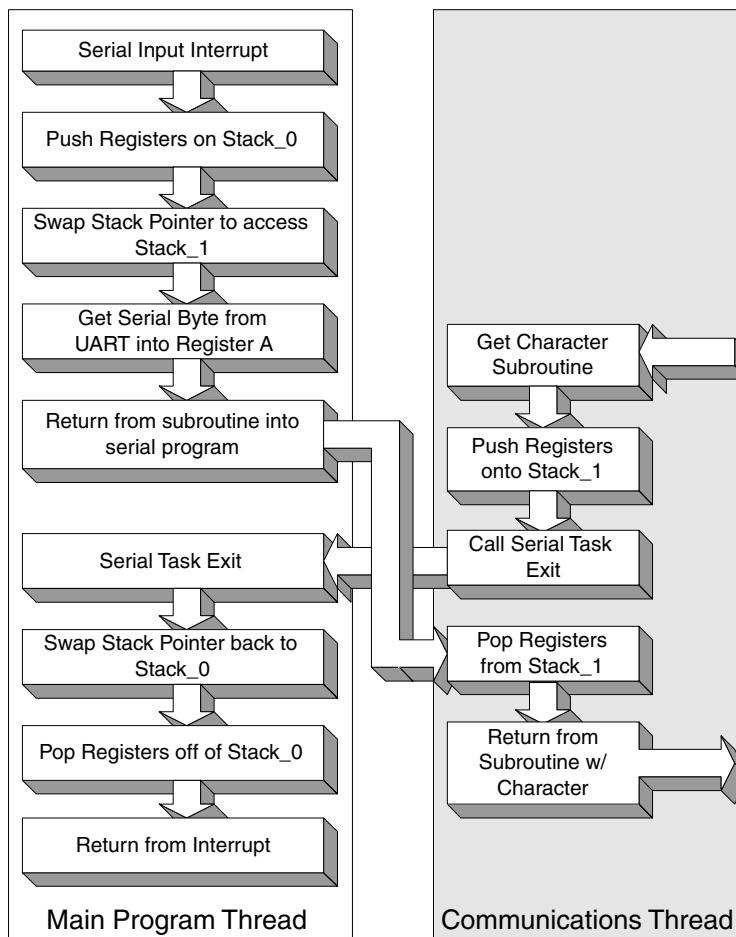 Serial Input Interrupt
Push Registers on Stack_0
Swap Stack Pointer to access
Stack_1
Get Serial Byte from
UART into Register A
Return from subroutine into
serial program
Serial Task Exit
Swap Stack Pointer back to
Stack_0
Pop Registers off of Stack_0
Return from Interrupt
Main Program Thread
Get Character
Subroutine
Push Registers
onto Stack_1
Call Serial Task
Exit
Pop Registers
from Stack_1
Return from
Subroutine w/
Character
Communications Thread